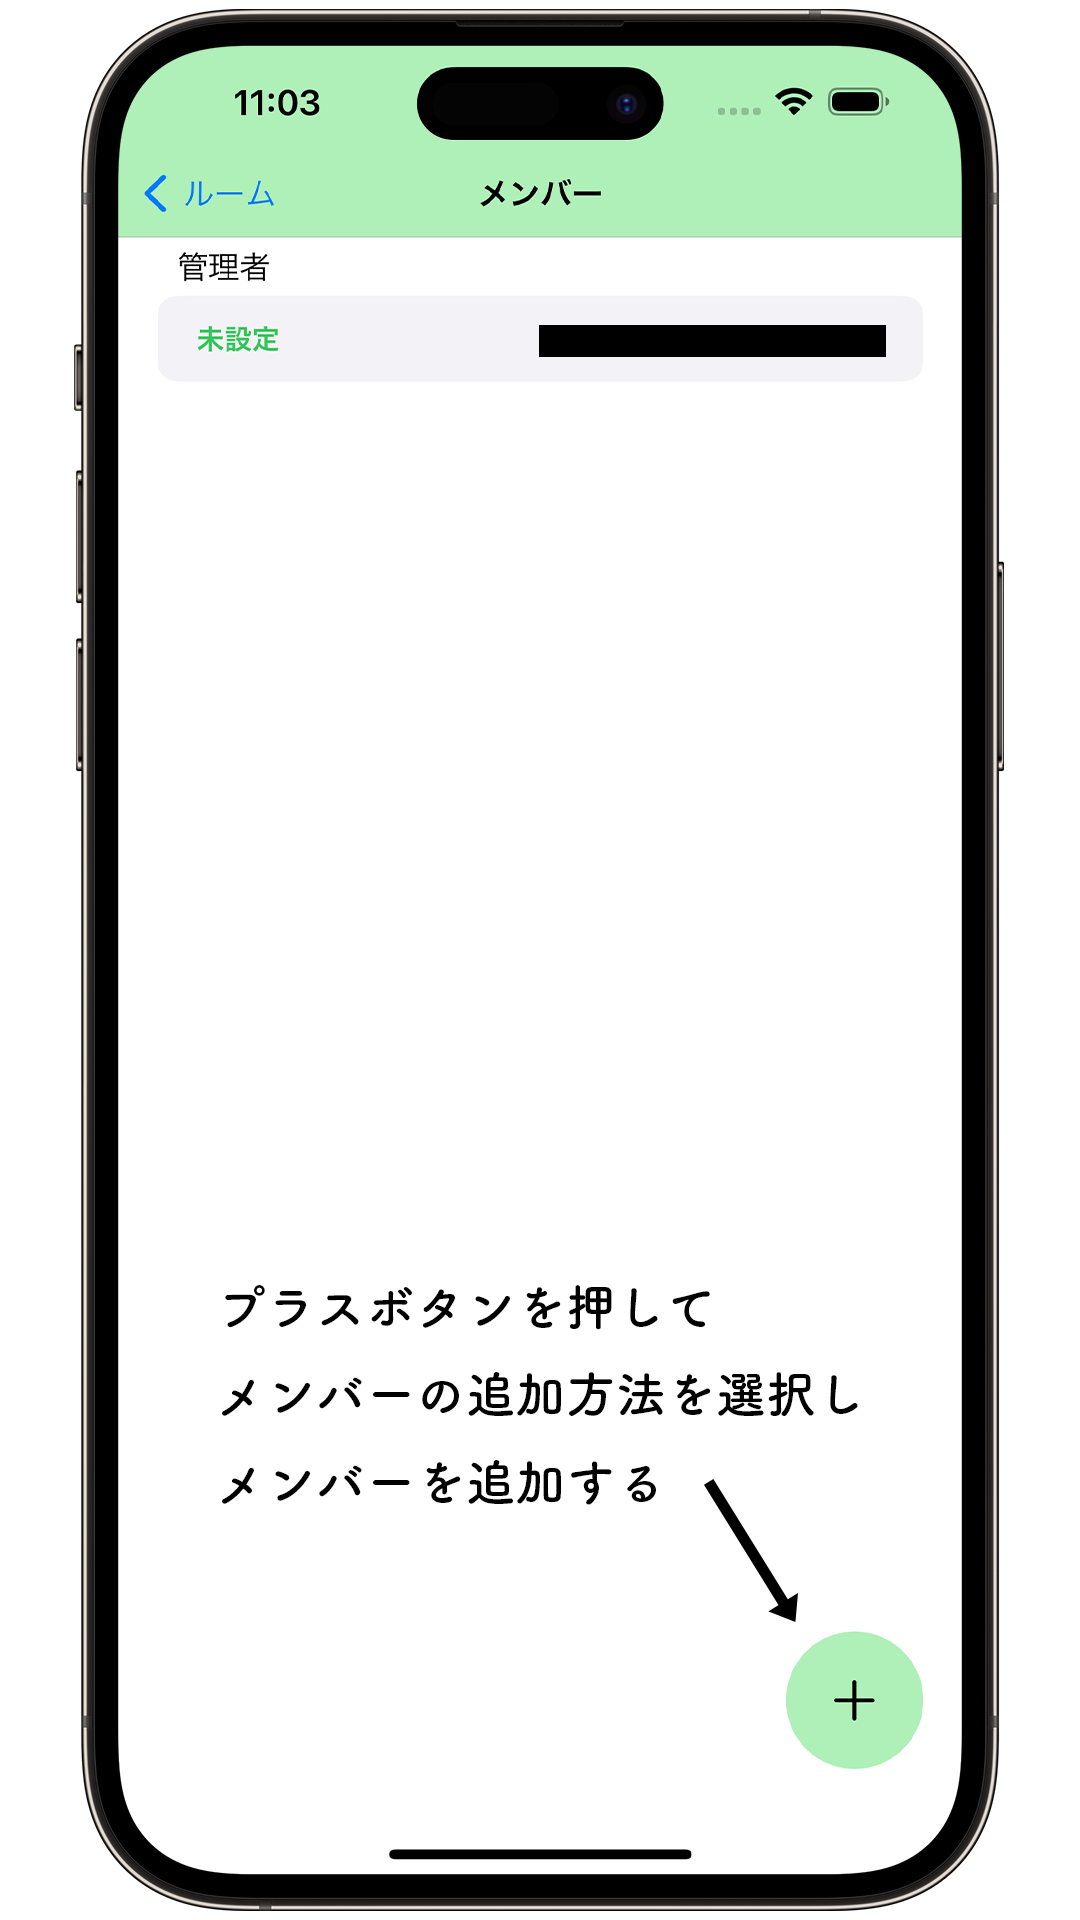 11:03
ルーム
メンバー
管理者
未設定
プラスボタンを押して
メンバーの追加方法を選択し
メンバーを追加する